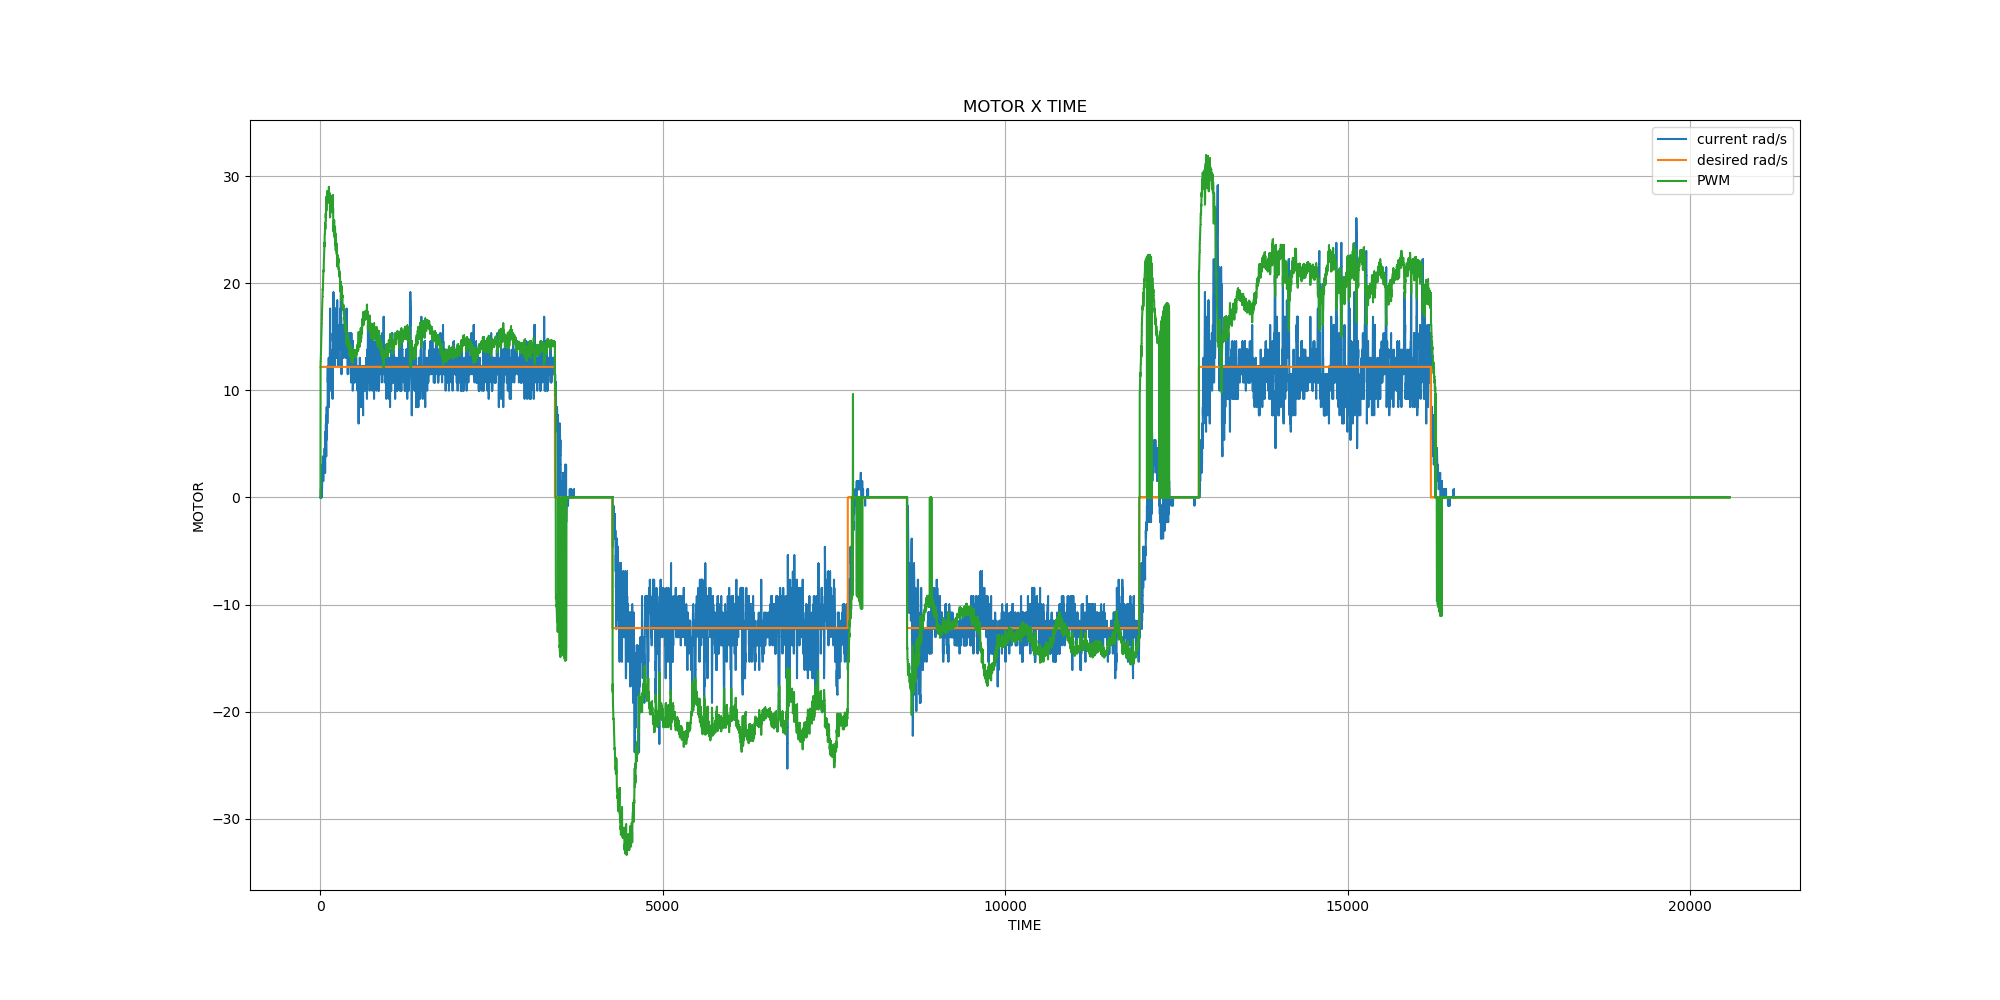 MOTOR X TIME
current rad/s
desired rad/s
PWM
MOTOR
30
20
10
0
−10
−20
−30
0 5000 10000 15000 20000
TIME